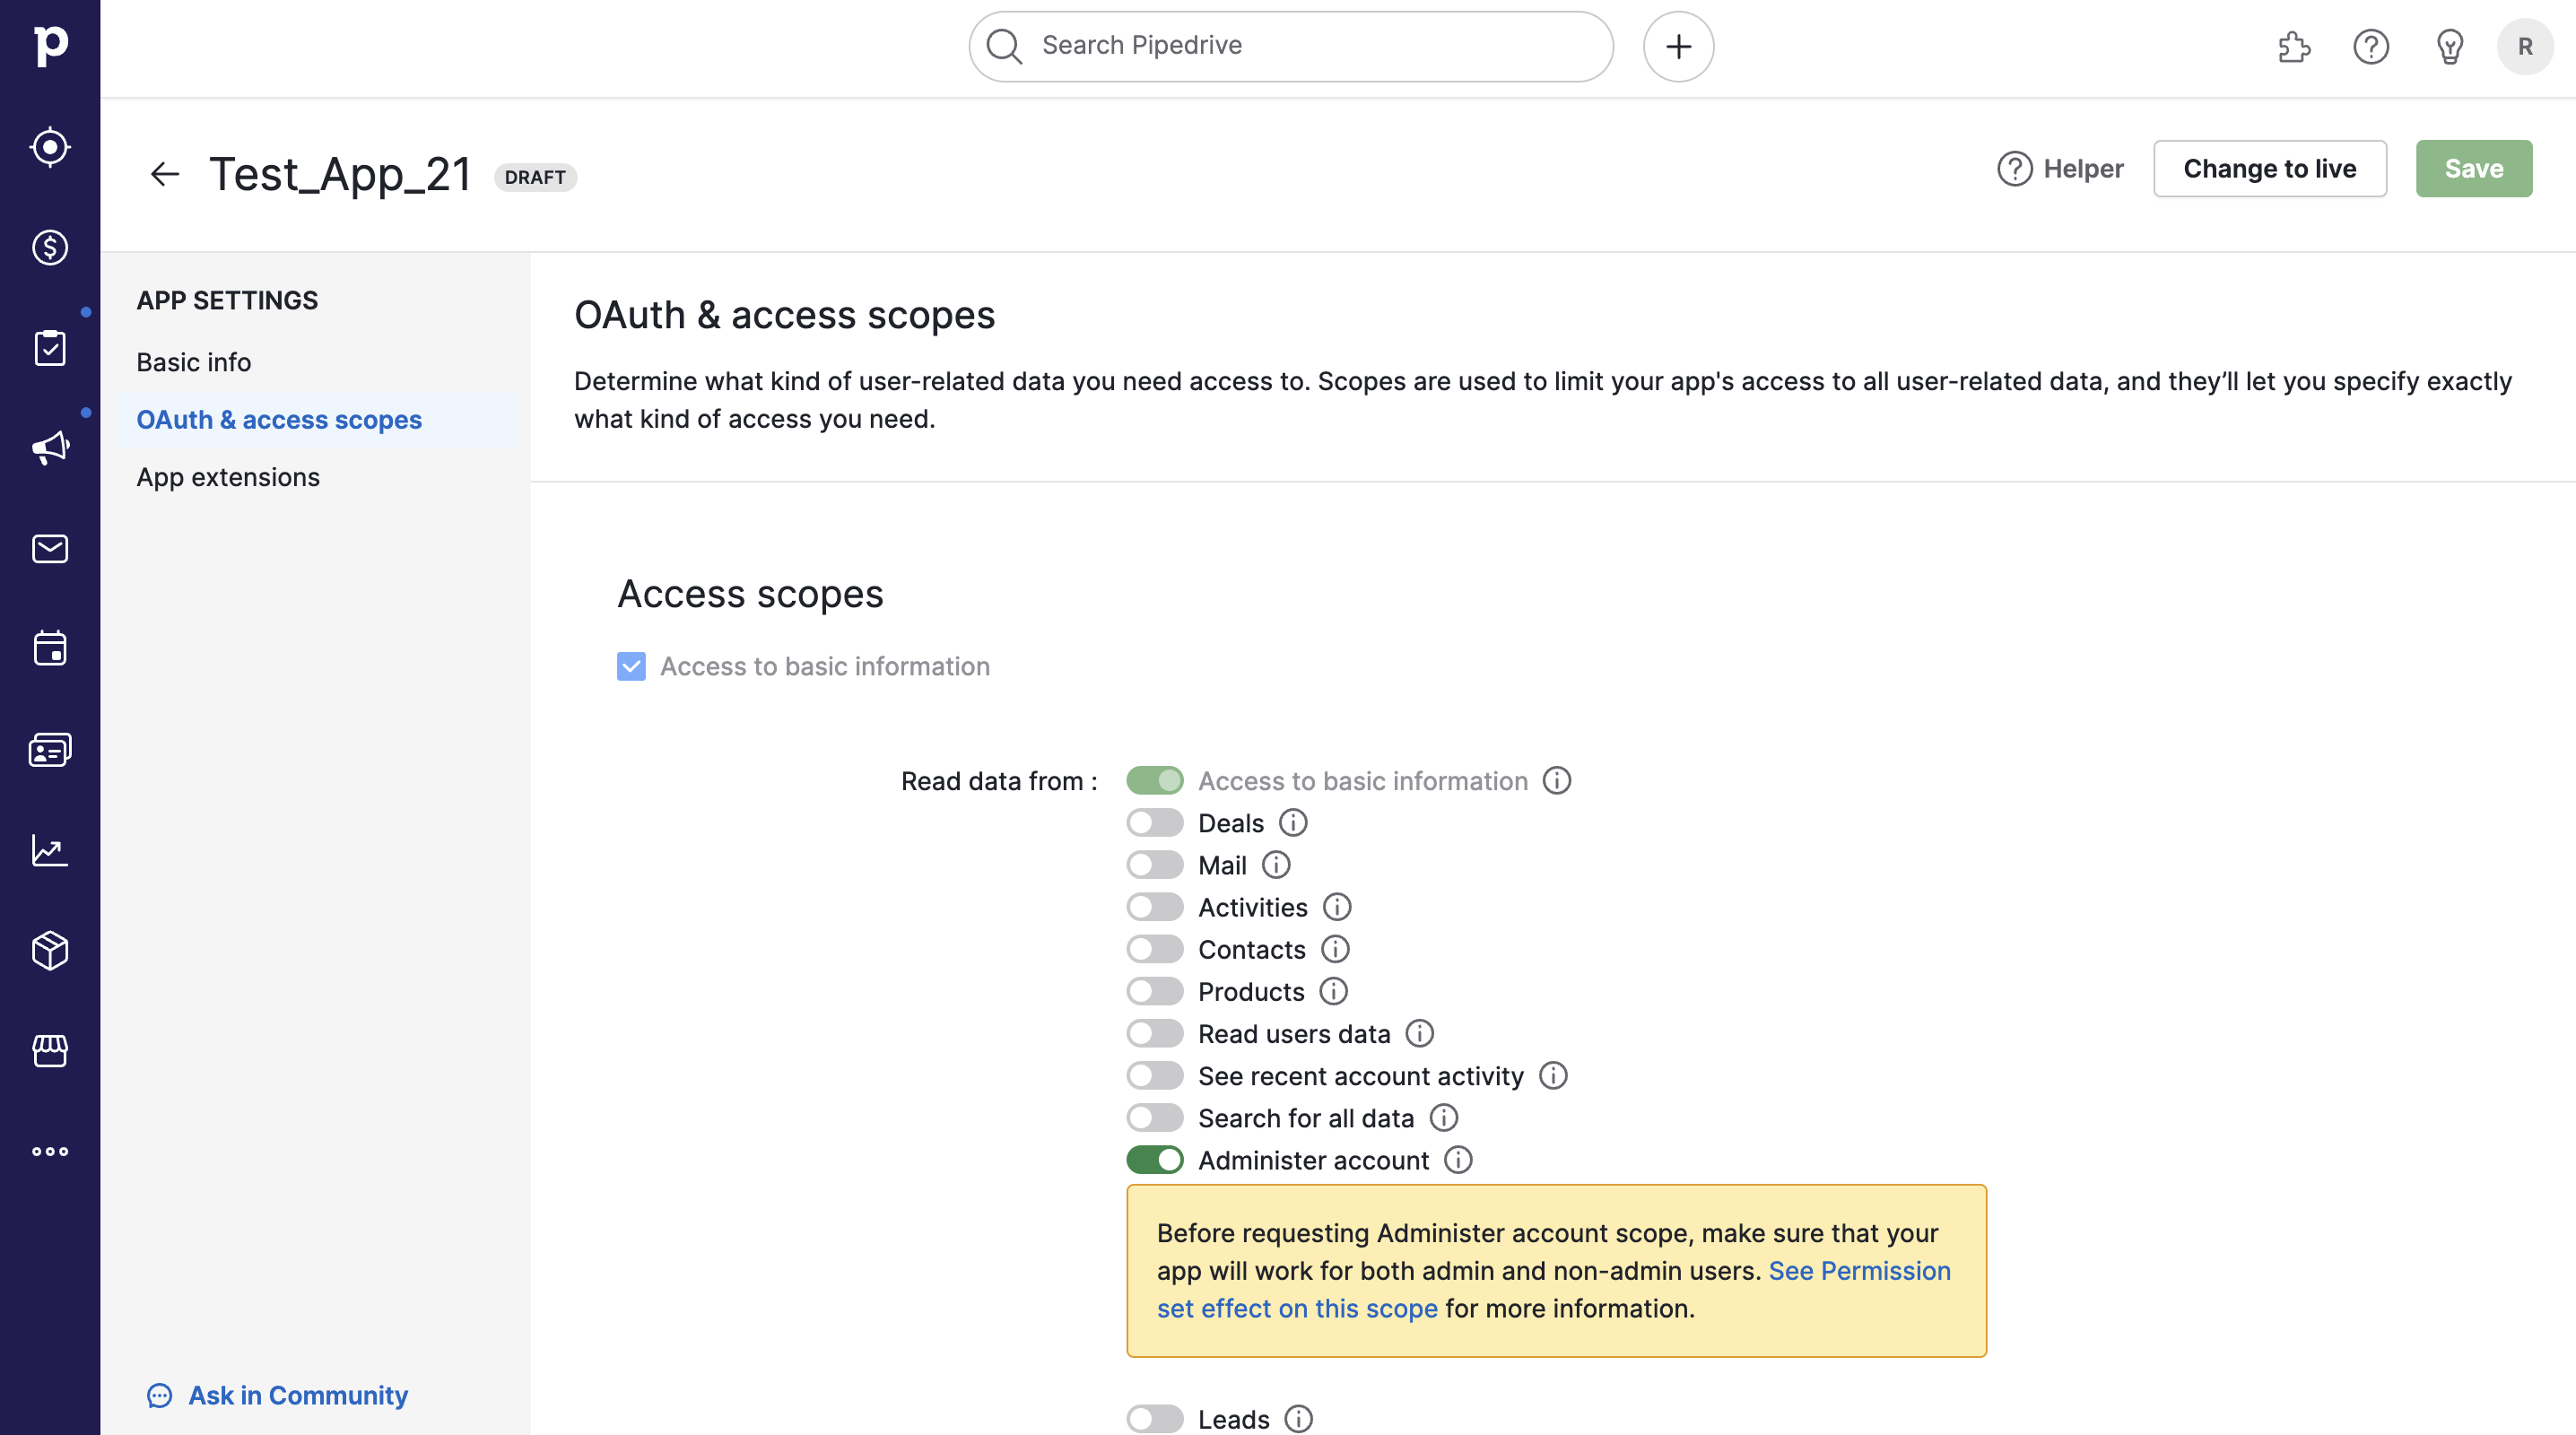 p
Search Pipedrive
R
Test_App_21 DRAFT
Helper
Change to live
Save
APP SETTINGS
Basic info
OAuth & access scopes
App extensions
Ask in Community
OAuth & access scopes
Determine what kind of user-related data you need access to. Scopes are used to limit your app's access to all user-related data, and they’ll let you specify exactly
what kind of access you need.
Access scopes
Access to basic information
Read data from :
Access to basic information
Deals
Mail
Activities
Contacts
Products
Read users data
See recent account activity
Search for all data
Administer account
Before requesting Administer account scope, make sure that your
app will work for both admin and non-admin users. See Permission
set effect on this scope for more information.
Leads